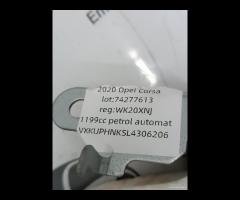 2020 Opel Corsa
lot:74277613
reg:WK20XNJ
1199cc petrol automat
VXKUPHNKSL4306206